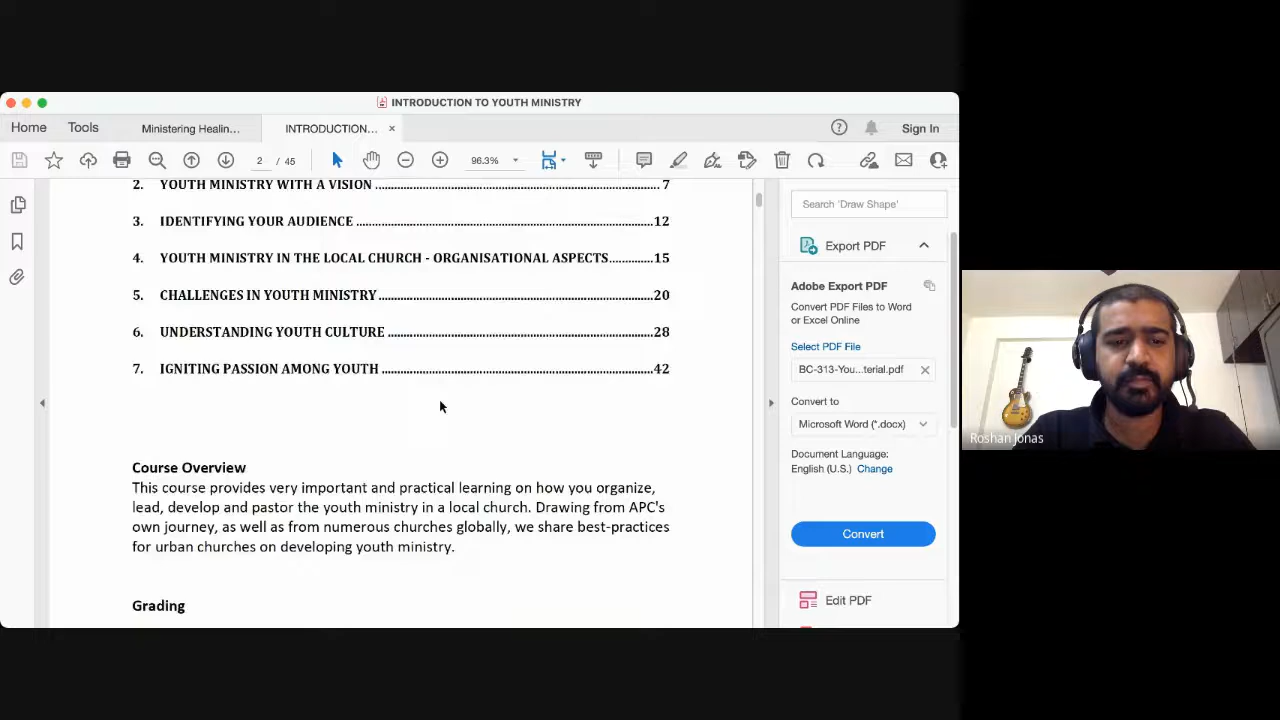 INTRODUCTION TO YOUTH MINISTRY
Home Tools Ministering Healin... INTRODUCTION... × Sign In
2 / 45 96.3%
2. YOUTH MINISTRY WITH A VISION ........ 7
3. IDENTIFYING YOUR AUDIENCE ........ 12
4. YOUTH MINISTRY IN THE LOCAL CHURCH - ORGANISATIONAL ASPECTS ........ 15
5. CHALLENGES IN YOUTH MINISTRY ........ 20
6. UNDERSTANDING YOUTH CULTURE ........ 28
7. IGNITING PASSION AMONG YOUTH ........ 42
Course Overview
This course provides very important and practical learning on how you organize,
lead, develop and pastor the youth ministry in a local church. Drawing from APC's
own journey, as well as from numerous churches globally, we share best-practices
for urban churches on developing youth ministry.
Grading
Search 'Draw Shape'
Export PDF
Adobe Export PDF
Convert PDF Files to Word
or Excel Online
Select PDF File
BC-313-You...terial.pdf
Convert to
Microsoft Word (*.docx)
Document Language:
English (U.S.) Change
Convert
Edit PDF
Roshan Jonas